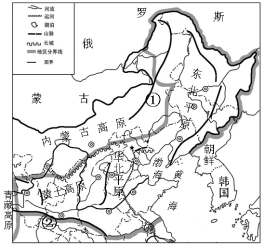 河流
运河
湖泊
山脉
长城
地区分界线
国界
俄
罗
斯
蒙
古
①
东北平原
内蒙古高原
朝鲜
华北平原
渤海
黄海
韩国
黄土高原
青藏高原
②